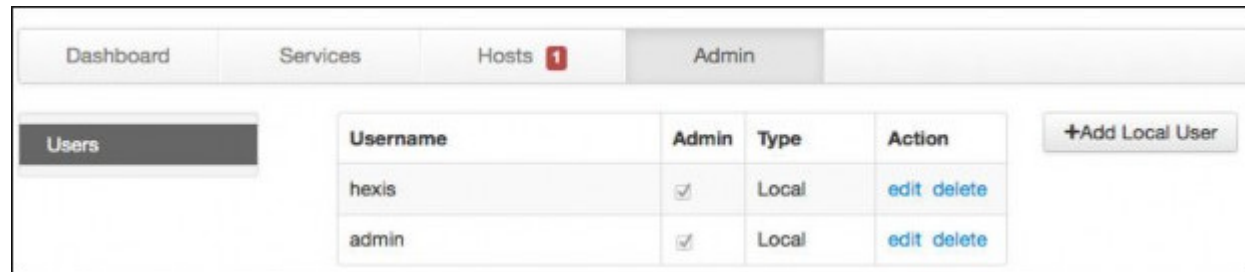 Dashboard Services Hosts 1 Admin
Users
Username Admin Type Action
+Add Local User
hexis Local edit delete
admin Local edit delete